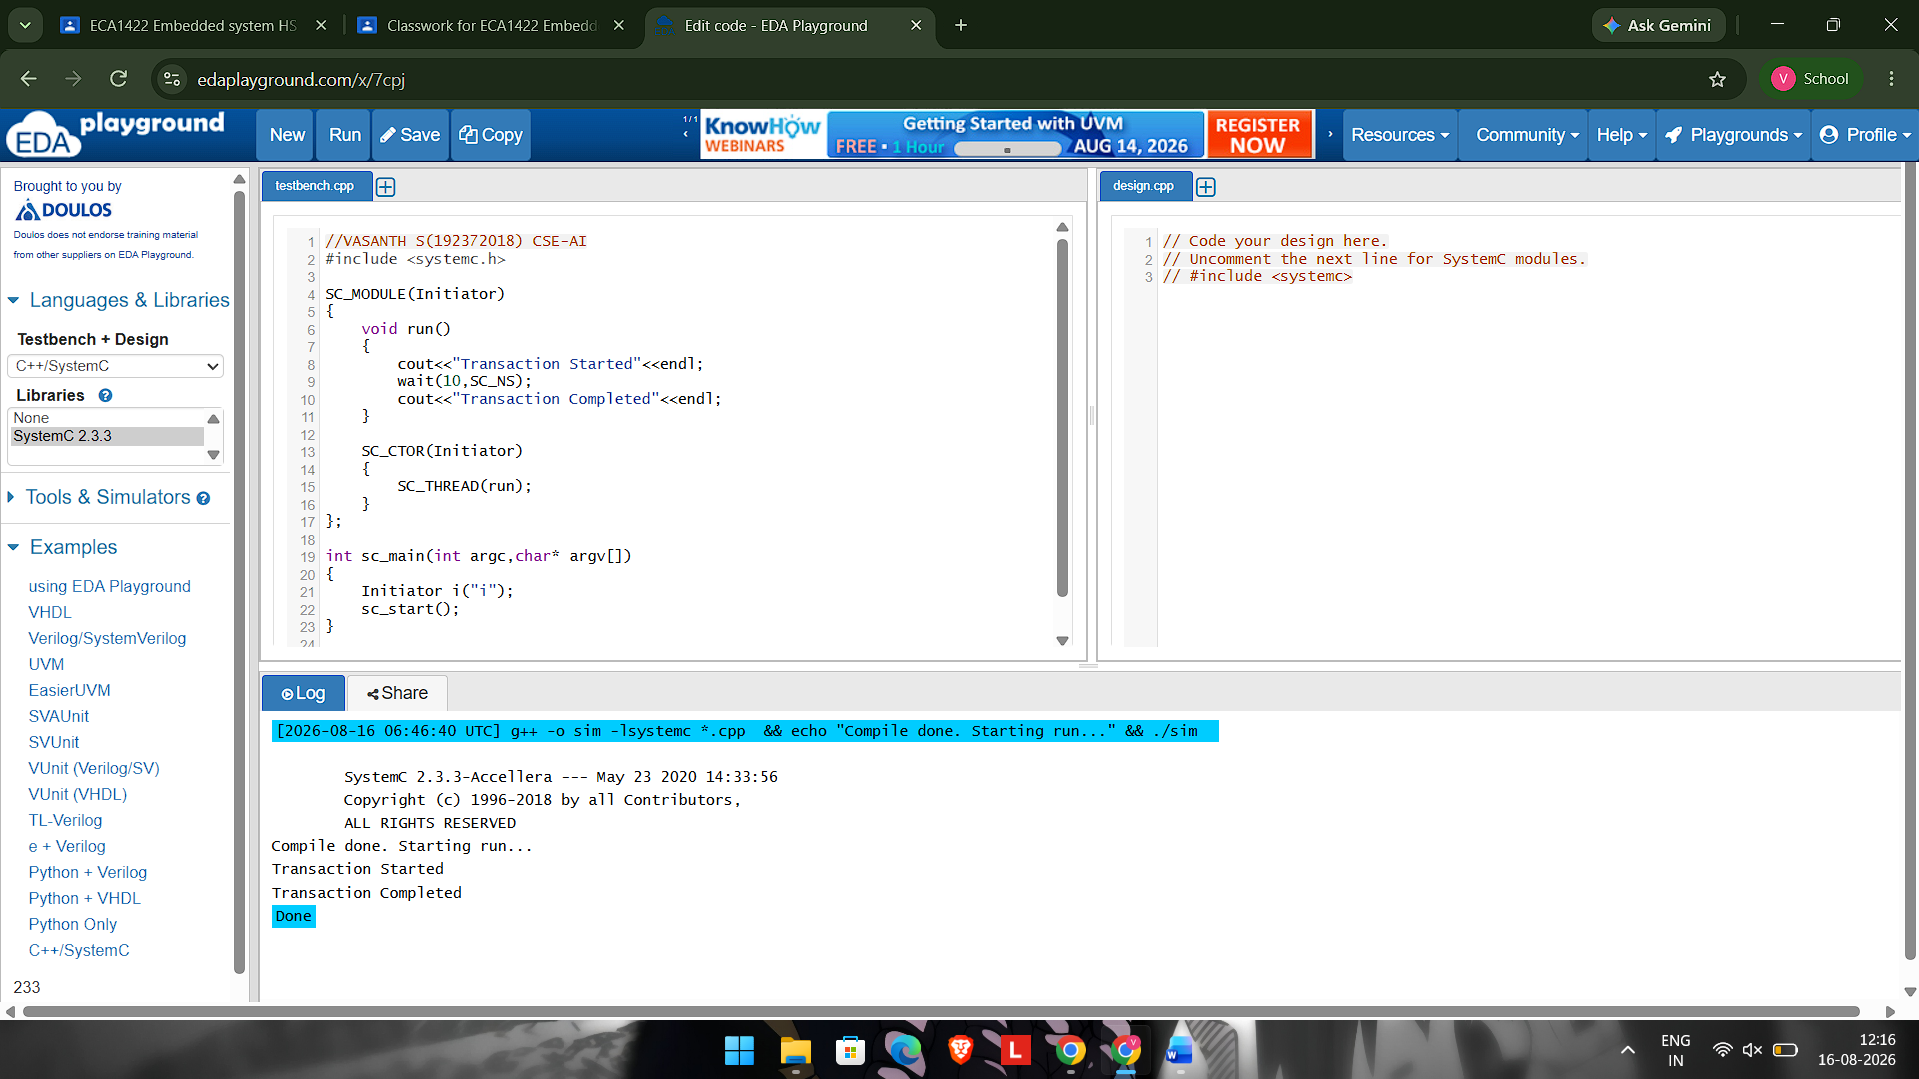 ECA1422 Embedded system HS
Classwork for ECA1422 Embedd
Edit code - EDA Playground
Ask Gemini
edaplayground.com/x/7cpj
V School
EDA playground
New
Run
Save
Copy
1/1
KnowHow
WEBINARS
Getting Started with UVM
FREE • 1 Hour
AUG 14, 2026
REGISTER
NOW
Resources
Community
Help
Playgrounds
Profile
Brought to you by
DOULOS
Doulos does not endorse training material
from other suppliers on EDA Playground.
Languages & Libraries
Testbench + Design
C++/SystemC
Libraries
None
SystemC 2.3.3
Tools & Simulators
Examples
using EDA Playground
VHDL
Verilog/SystemVerilog
UVM
EasierUVM
SVAUnit
SVUnit
VUnit (Verilog/SV)
VUnit (VHDL)
TL-Verilog
e + Verilog
Python + Verilog
Python + VHDL
Python Only
C++/SystemC
233
testbench.cpp
1 //VASANTH S(192372018) CSE-AI
2 #include <systemc.h>
3
4 SC_MODULE(Initiator)
5 {
6 void run()
7 {
8 cout<<"Transaction Started"<<endl;
9 wait(10,SC_NS);
10 cout<<"Transaction Completed"<<endl;
11 }
12
13 SC_CTOR(Initiator)
14 {
15 SC_THREAD(run);
16 }
17 };
18
19 int sc_main(int argc,char* argv[])
20 {
21 Initiator i("i");
22 sc_start();
23 }
24
design.cpp
1 // Code your design here.
2 // Uncomment the next line for SystemC modules.
3 // #include <systemc>
Log
Share
[2026-08-16 06:46:40 UTC] g++ -o sim -lsystemc *.cpp && echo "Compile done. Starting run..." && ./sim
SystemC 2.3.3-Accellera --- May 23 2020 14:33:56
Copyright (c) 1996-2018 by all Contributors,
ALL RIGHTS RESERVED
Compile done. Starting run...
Transaction Started
Transaction Completed
Done
L
V
W
ENG
IN
12:16
16-08-2026